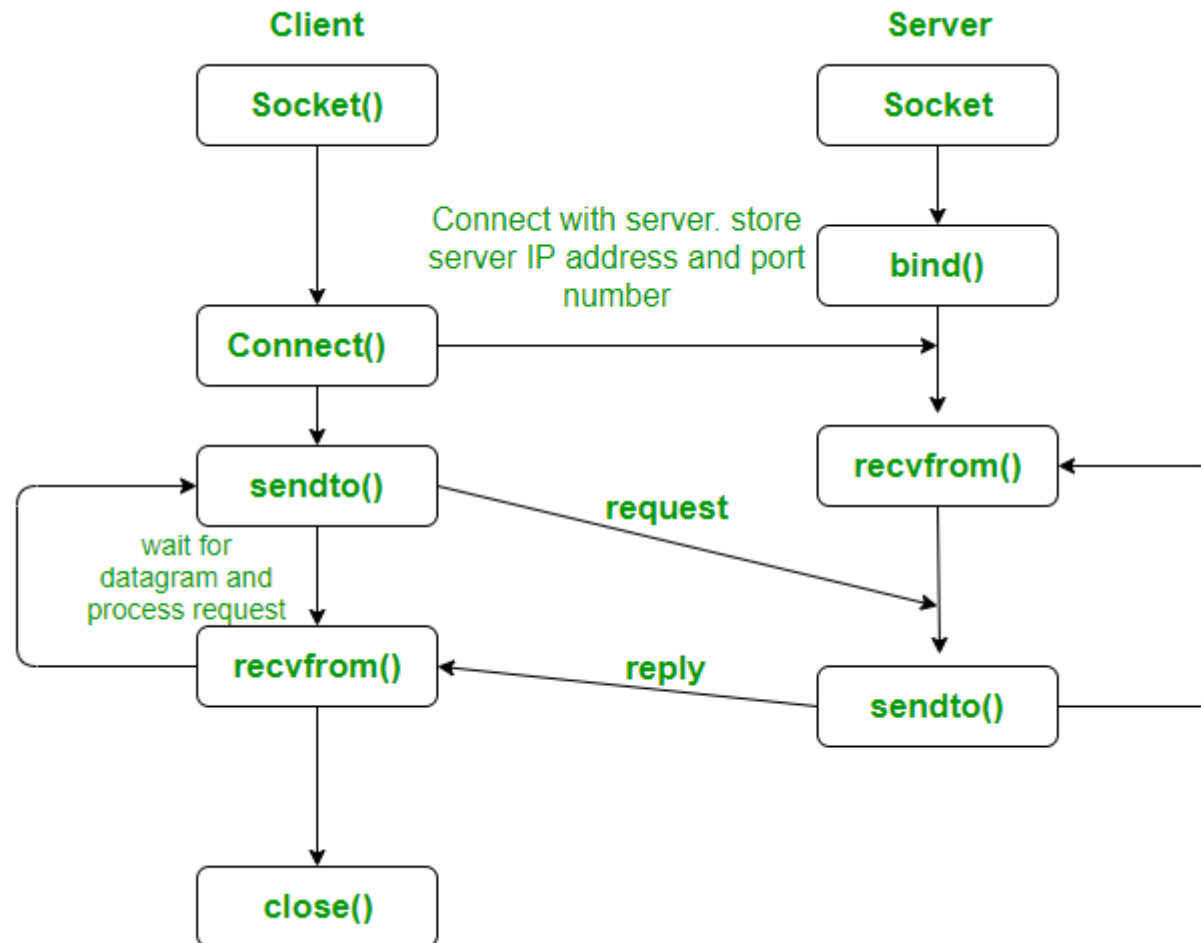 Client
Server
Socket()
Socket
Connect with server. store
server IP address and port
number
bind()
Connect()
recvfrom()
sendto()
request
wait for
datagram and
process request
recvfrom()
reply
sendto()
close()